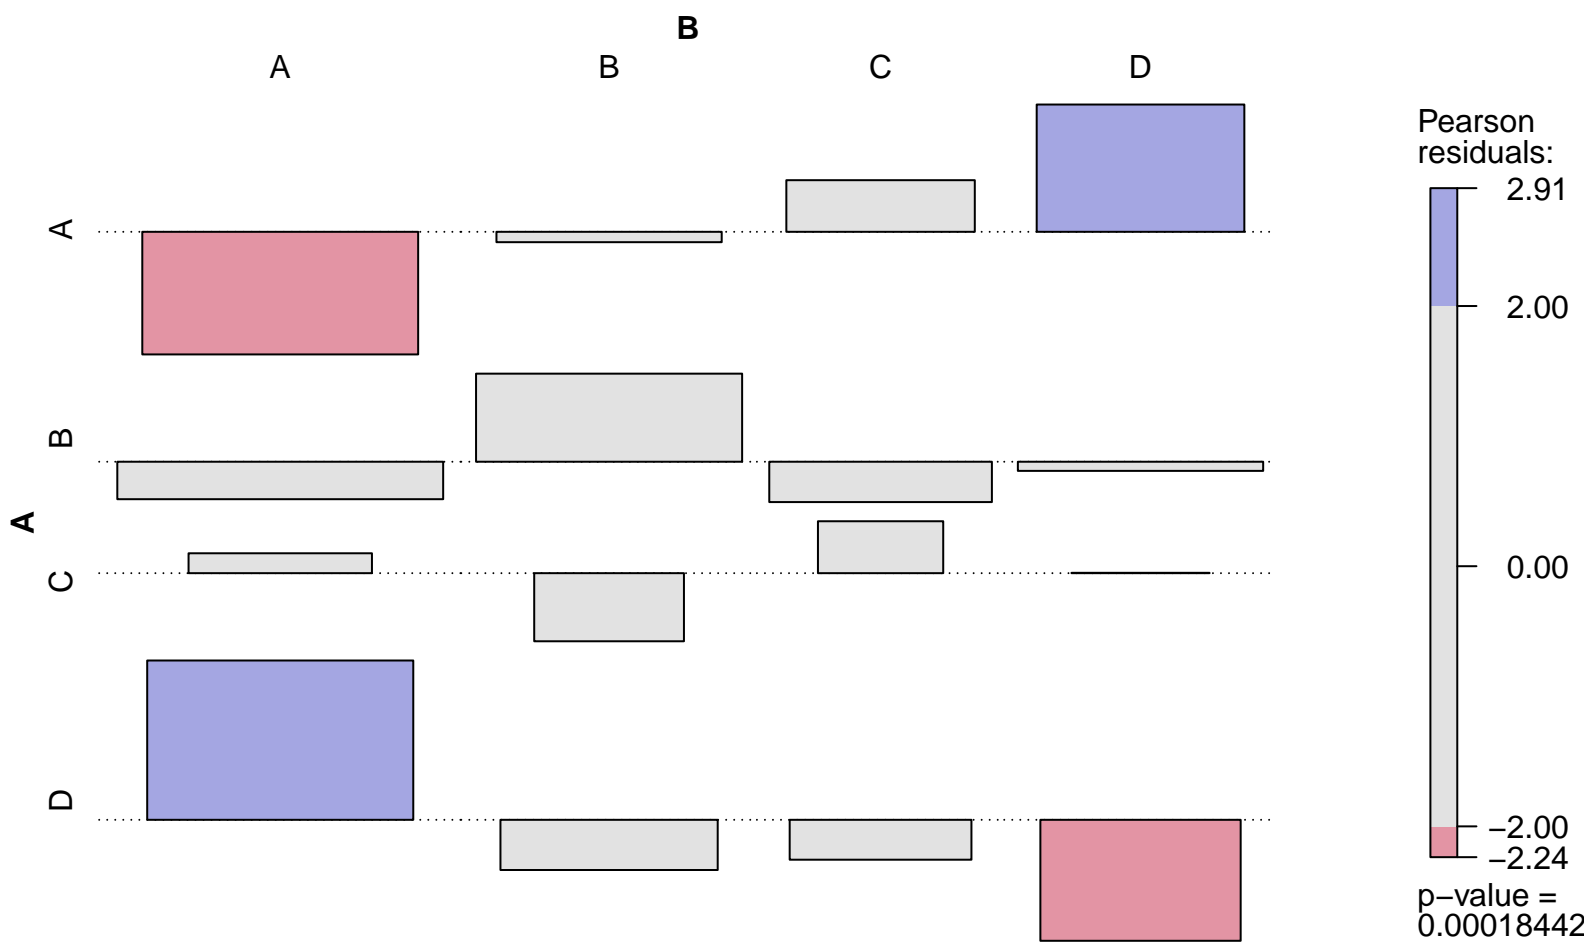 B
A B C D
A
B
A
C
D
Pearson
residuals:
2.91
2.00
0.00
−2.00
−2.24
p−value =
0.00018442